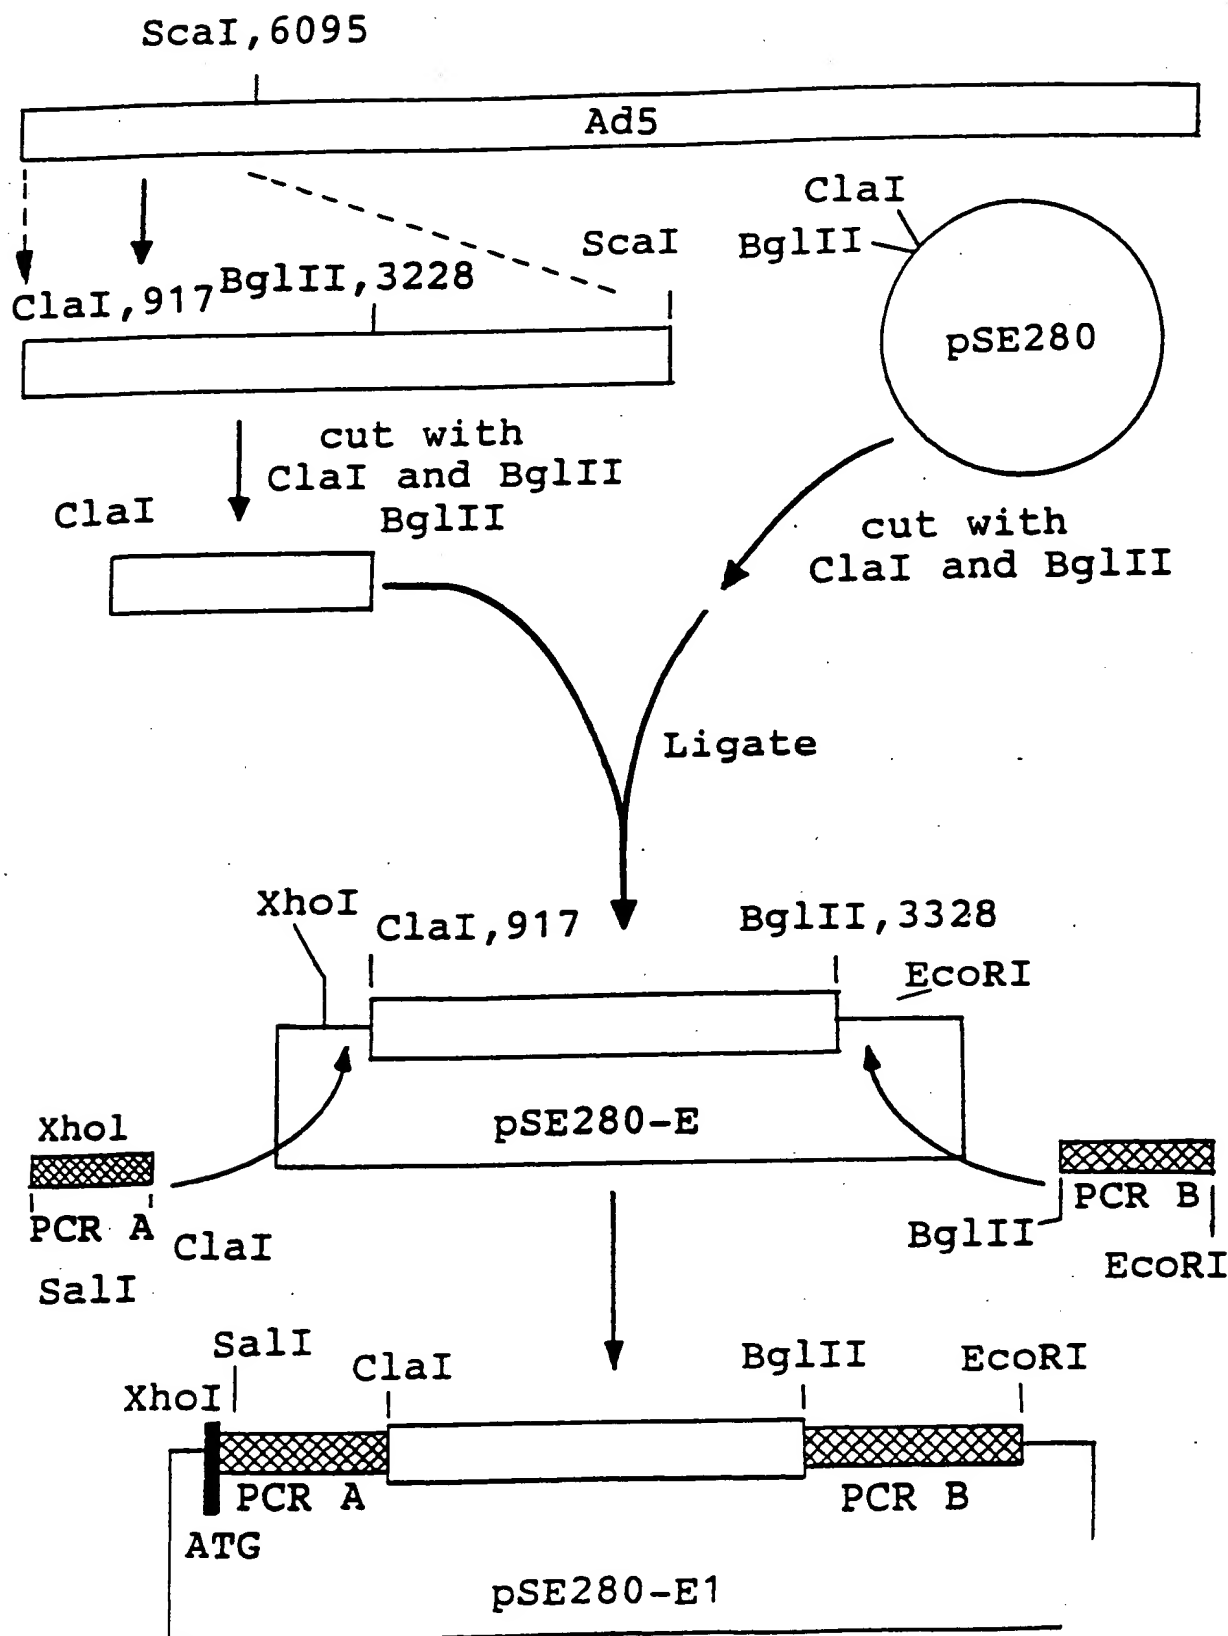 ScaI,6095
Ad5
ClaI
BglII
ScaI
ClaI,917
BglII,3228
pSE280
cut with
ClaI and BglII
ClaI
BglII
cut with
ClaI and BglII
Ligate
XhoI
ClaI,917
BglII,3328
EcoRI
pSE280-E
Xhol
PCR A
ClaI
SalI
PCR B
BglII
EcoRI
SalI
ClaI
BglII
EcoRI
XhoI
PCR A
PCR B
ATG
pSE280-E1